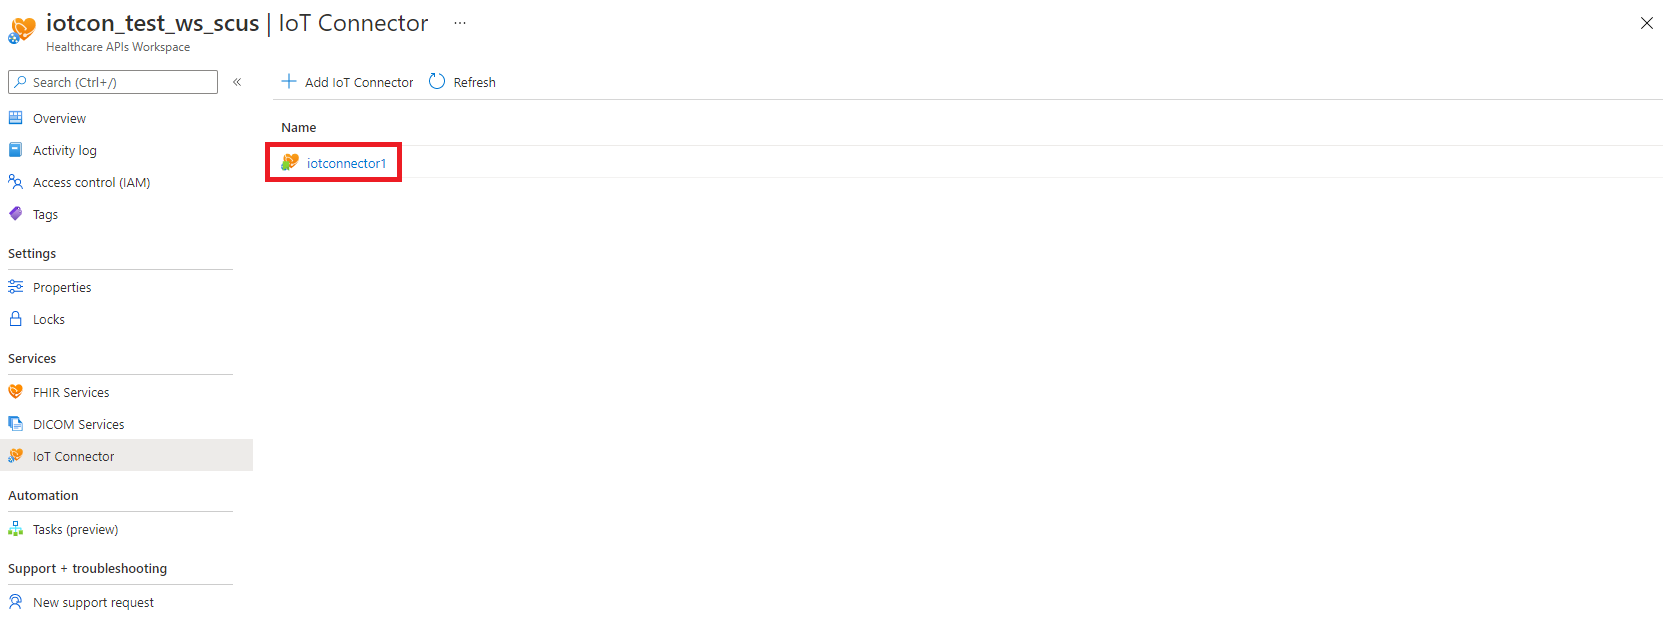 iotcon_test_ws_scus | IoT Connector ...
Healthcare APIs Workspace
Search (Ctrl+/)
«
Add IoT Connector
Refresh
Overview
Activity log
Access control (IAM)
Tags
Settings
Properties
Locks
Services
FHIR Services
DICOM Services
IoT Connector
Automation
Tasks (preview)
Support + troubleshooting
New support request
Name
iotconnector1